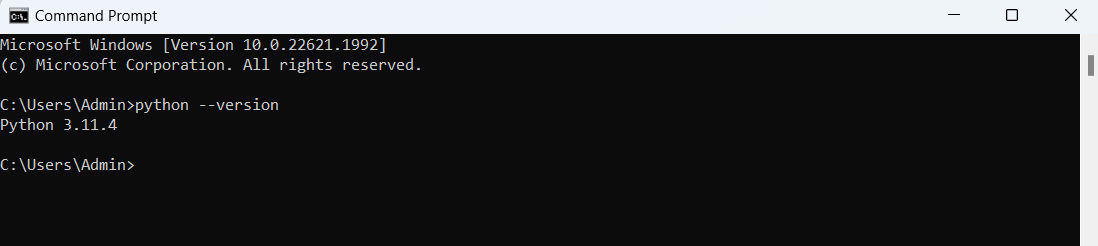 Command Prompt
Microsoft Windows [Version 10.0.22621.1992]
(c) Microsoft Corporation. All rights reserved.
C:\Users\Admin>python --version
Python 3.11.4
C:\Users\Admin>